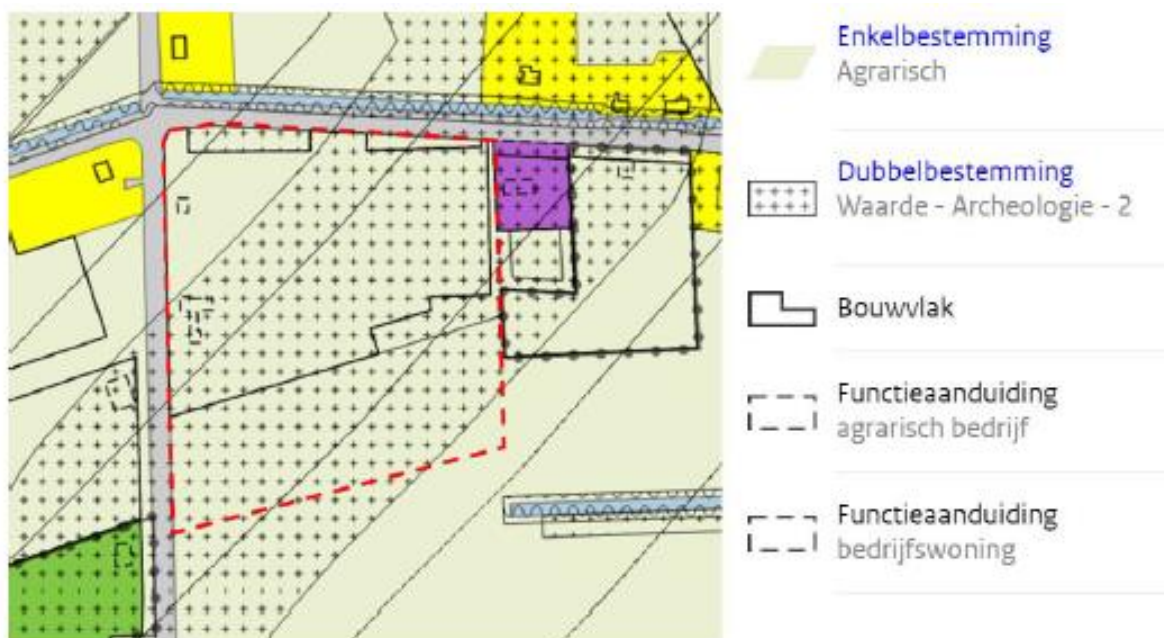 Enkelbestemming
Agrarisch
Dubbelbestemming
Waarde - Archeologie - 2
Bouwvlak
Functieaanduiding
agrarisch bedrijf
Functieaanduiding
bedrijfswoning